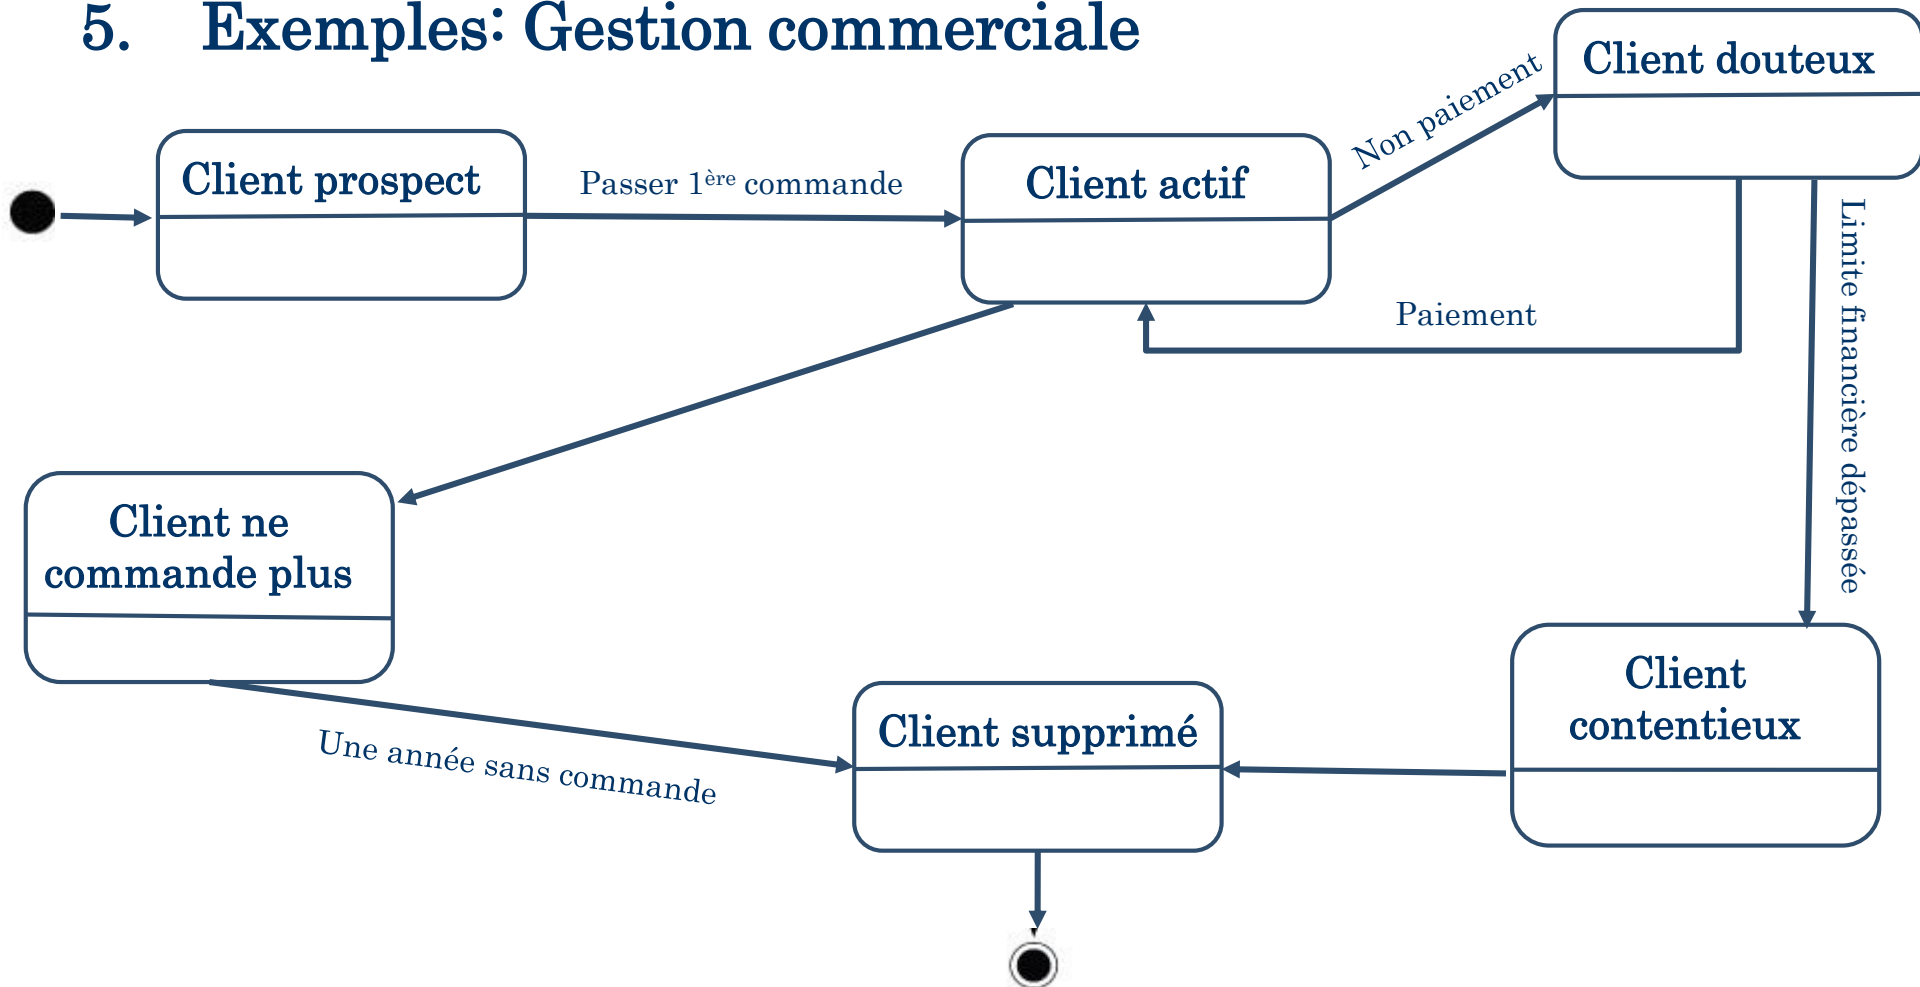 5. Exemples: Gestion commerciale
Client douteux
Non paiement
Client prospect
Passer 1ère commande
Client actif
Limite financière dépassée
Paiement
Client ne
commande plus
Client
contentieux
Client supprimé
Une année sans commande